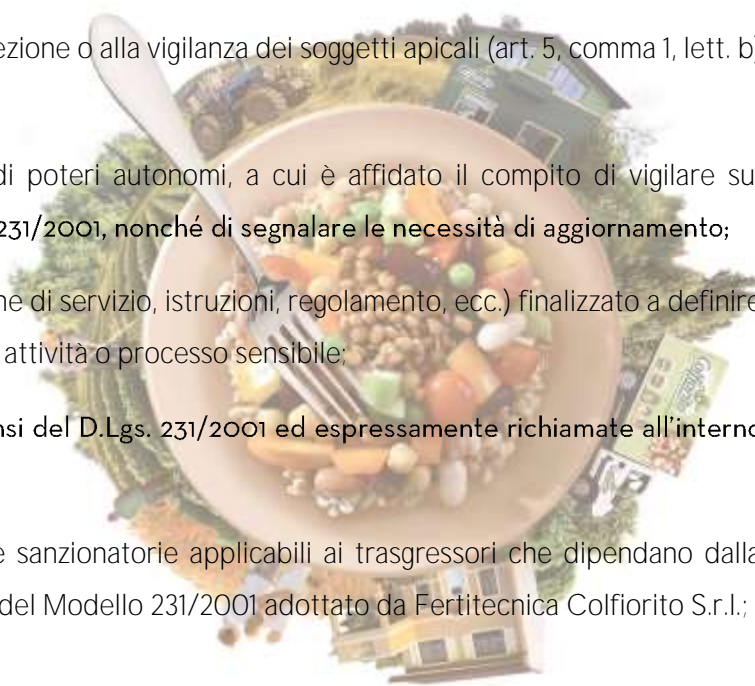 ezione o alla vigilanza dei soggetti apicali (art. 5, comma 1, lett. b)
di poteri autonomi, a cui è affidato il compito di vigilare su
231/2001, nonché di segnalare le necessità di aggiornamento;
ne di servizio, istruzioni, regolamento, ecc.) finalizzato a definire
attività o processo sensibile;
nsi del D.Lgs. 231/2001 ed espressamente richiamate all'interno
e sanzionatorie applicabili ai trasgressori che dipendano dalla
del Modello 231/2001 adottato da Fertitecnica Colfiorito S.r.l.;